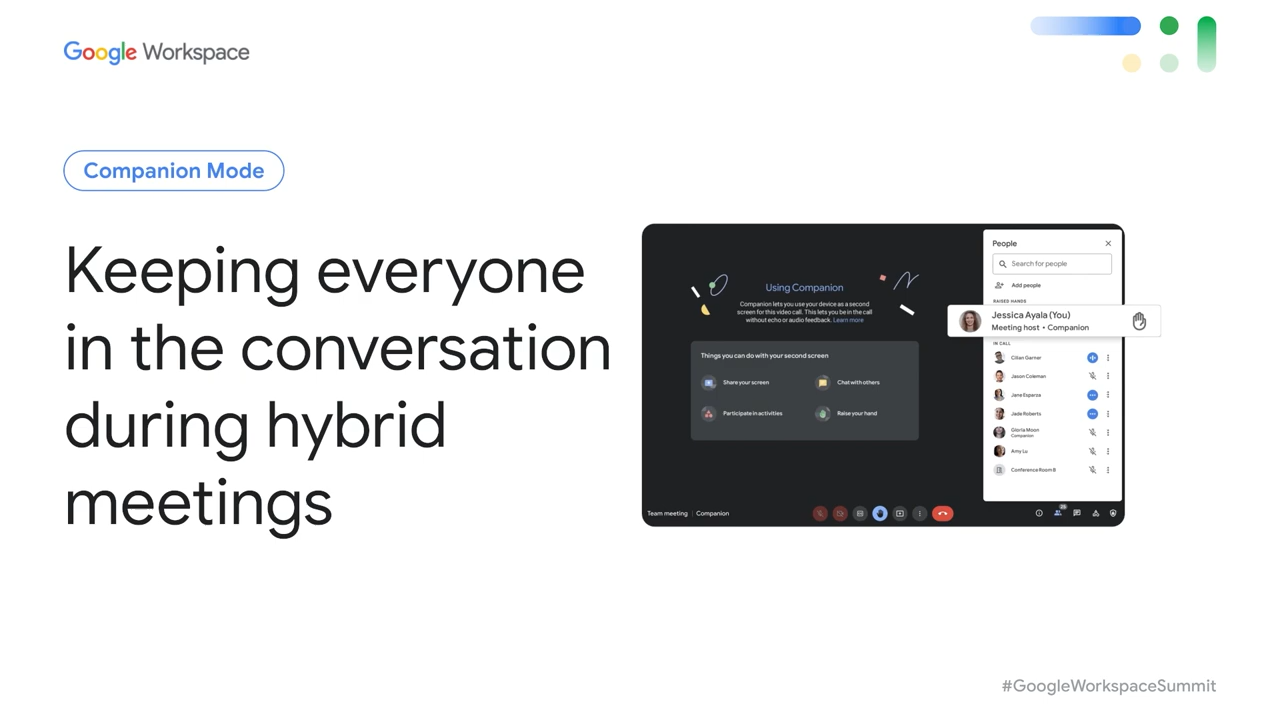 Google Workspace
Companion Mode
Keeping everyone
in the conversation
during hybrid
meetings
Using Companion
Companion lets you use your device as a second
screen for this video call. This lets you be in the call
without echo or audio feedback. Learn more
Things you can do with your second screen
Share your screen
Chat with others
Participate in activities
Raise your hand
Team meeting | Companion
People
Search for people
Add people
RAISED HANDS
Jessica Ayala (You)
Meeting host • Companion
IN CALL
Cilian Garner
Jason Coleman
Jane Esparza
Jade Roberts
Gloria Moon
Companion
Amy Lu
Conference Room B
#GoogleWorkspaceSummit